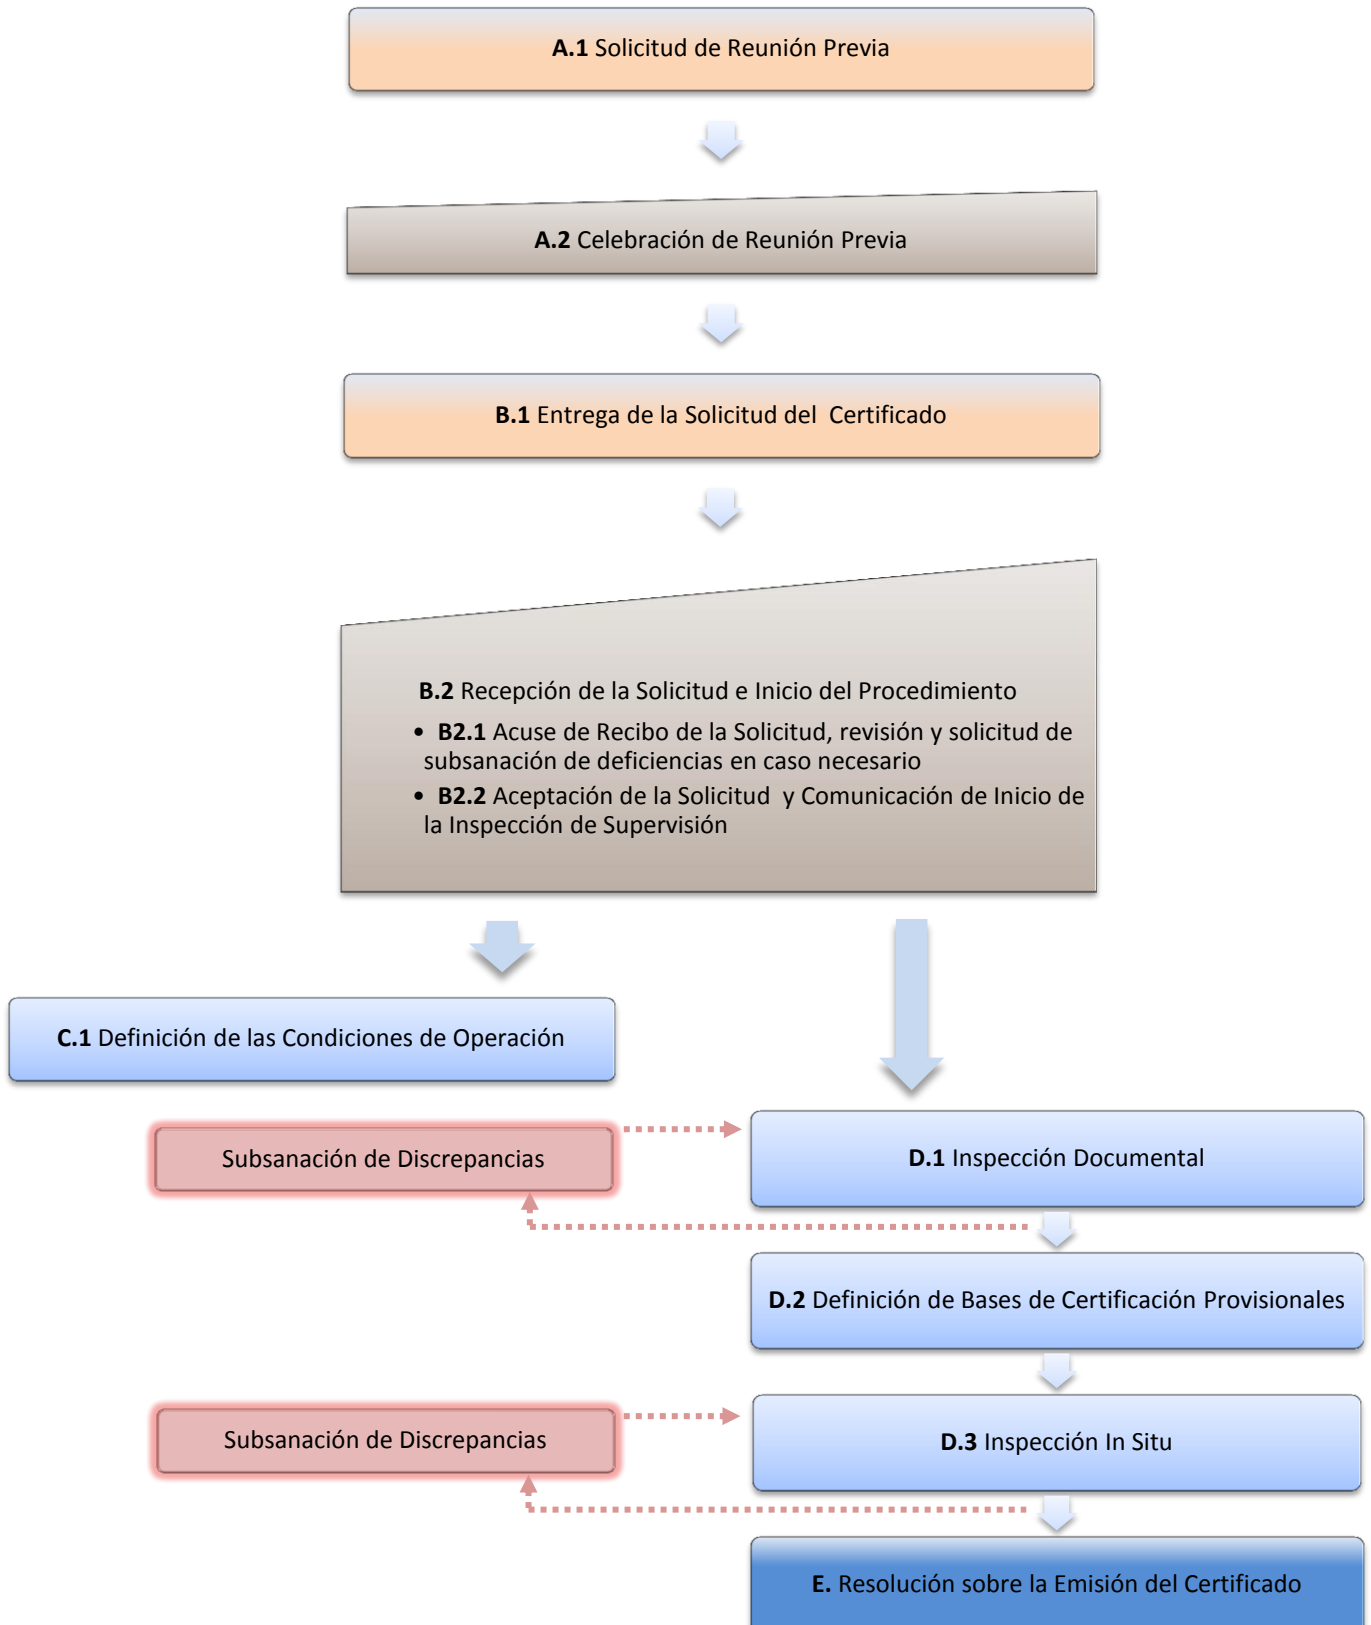 A.1 Solicitud de Reunión Previa
A.2 Celebración de Reunión Previa
B.1 Entrega de la Solicitud del Certificado
B.2 Recepción de la Solicitud e Inicio del Procedimiento
• B2.1 Acuse de Recibo de la Solicitud, revisión y solicitud de
subsanación de deficiencias en caso necesario
• B2.2 Aceptación de la Solicitud y Comunicación de Inicio de
la Inspección de Supervisión
C.1 Definición de las Condiciones de Operación
Subsanación de Discrepancias
D.1 Inspección Documental
D.2 Definición de Bases de Certificación Provisionales
Subsanación de Discrepancias
D.3 Inspección In Situ
E. Resolución sobre la Emisión del Certificado